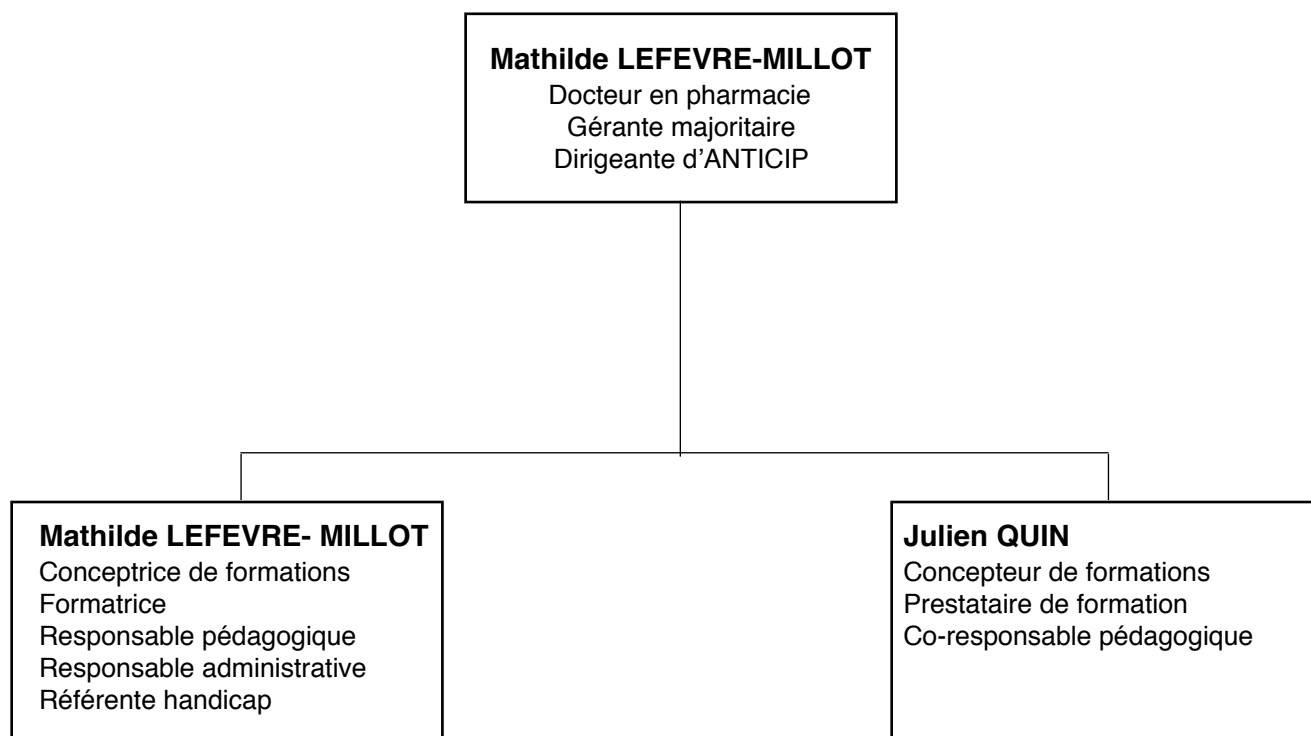 Mathilde LEFEVRE-MILLOT
Docteur en pharmacie
Gérante majoritaire
Dirigeante d’ANTICIP
Mathilde LEFEVRE- MILLOT
Conceptrice de formations
Formatrice
Responsable pédagogique
Responsable administrative
Référente handicap
Julien QUIN
Concepteur de formations
Prestataire de formation
Co-responsable pédagogique